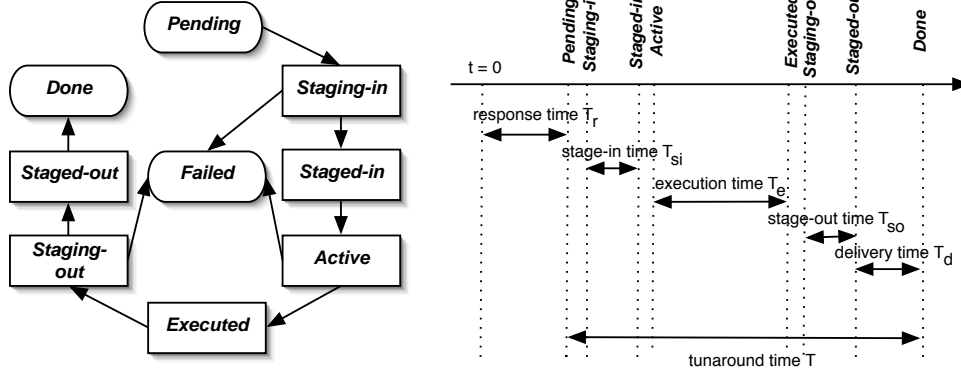 Pending
Staging-in
Done
Staged-out
Failed
Staged-in
Staging-
out
Active
Executed
Pending
Staging-i
Staged-in
Active
Executed
Staging-o
Staged-ou
Done
t = 0
response time Tr
stage-in time Tsi
execution time Te
stage-out time Tso
delivery time Td
tunaround time T